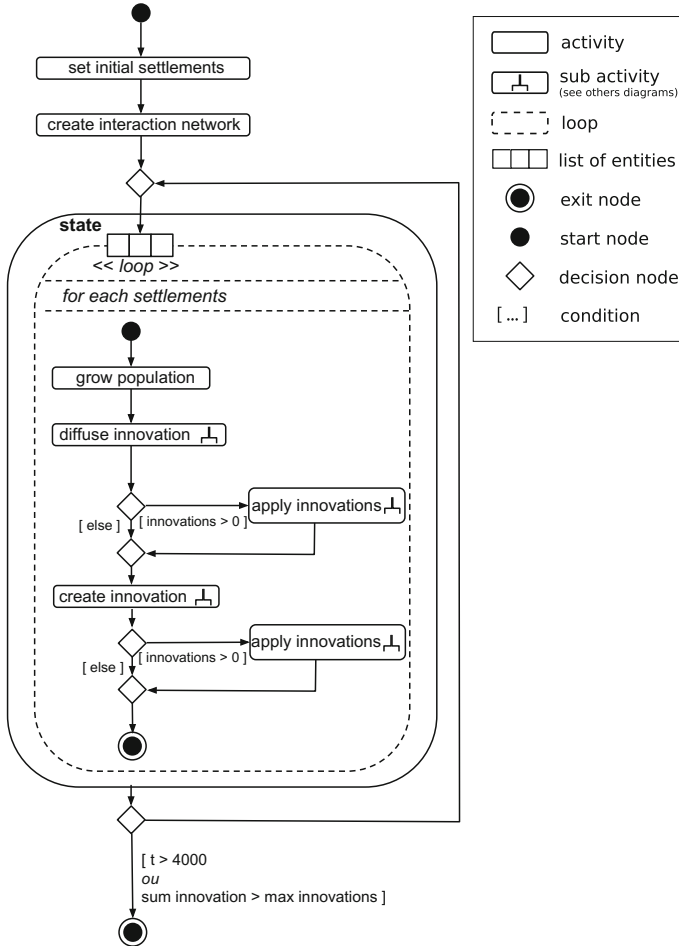 set initial settlements
create interaction network
state
<< loop >>
for each settlements
grow population
diffuse innovation
[ else ]
[ innovations > 0 ]
apply innovations
create innovation
[ else ]
[ innovations > 0 ]
apply innovations
[ t > 4000
ou
sum innovation > max innovations ]
activity
sub activity
(see others diagrams)
loop
list of entities
exit node
start node
decision node
[ ... ]
condition